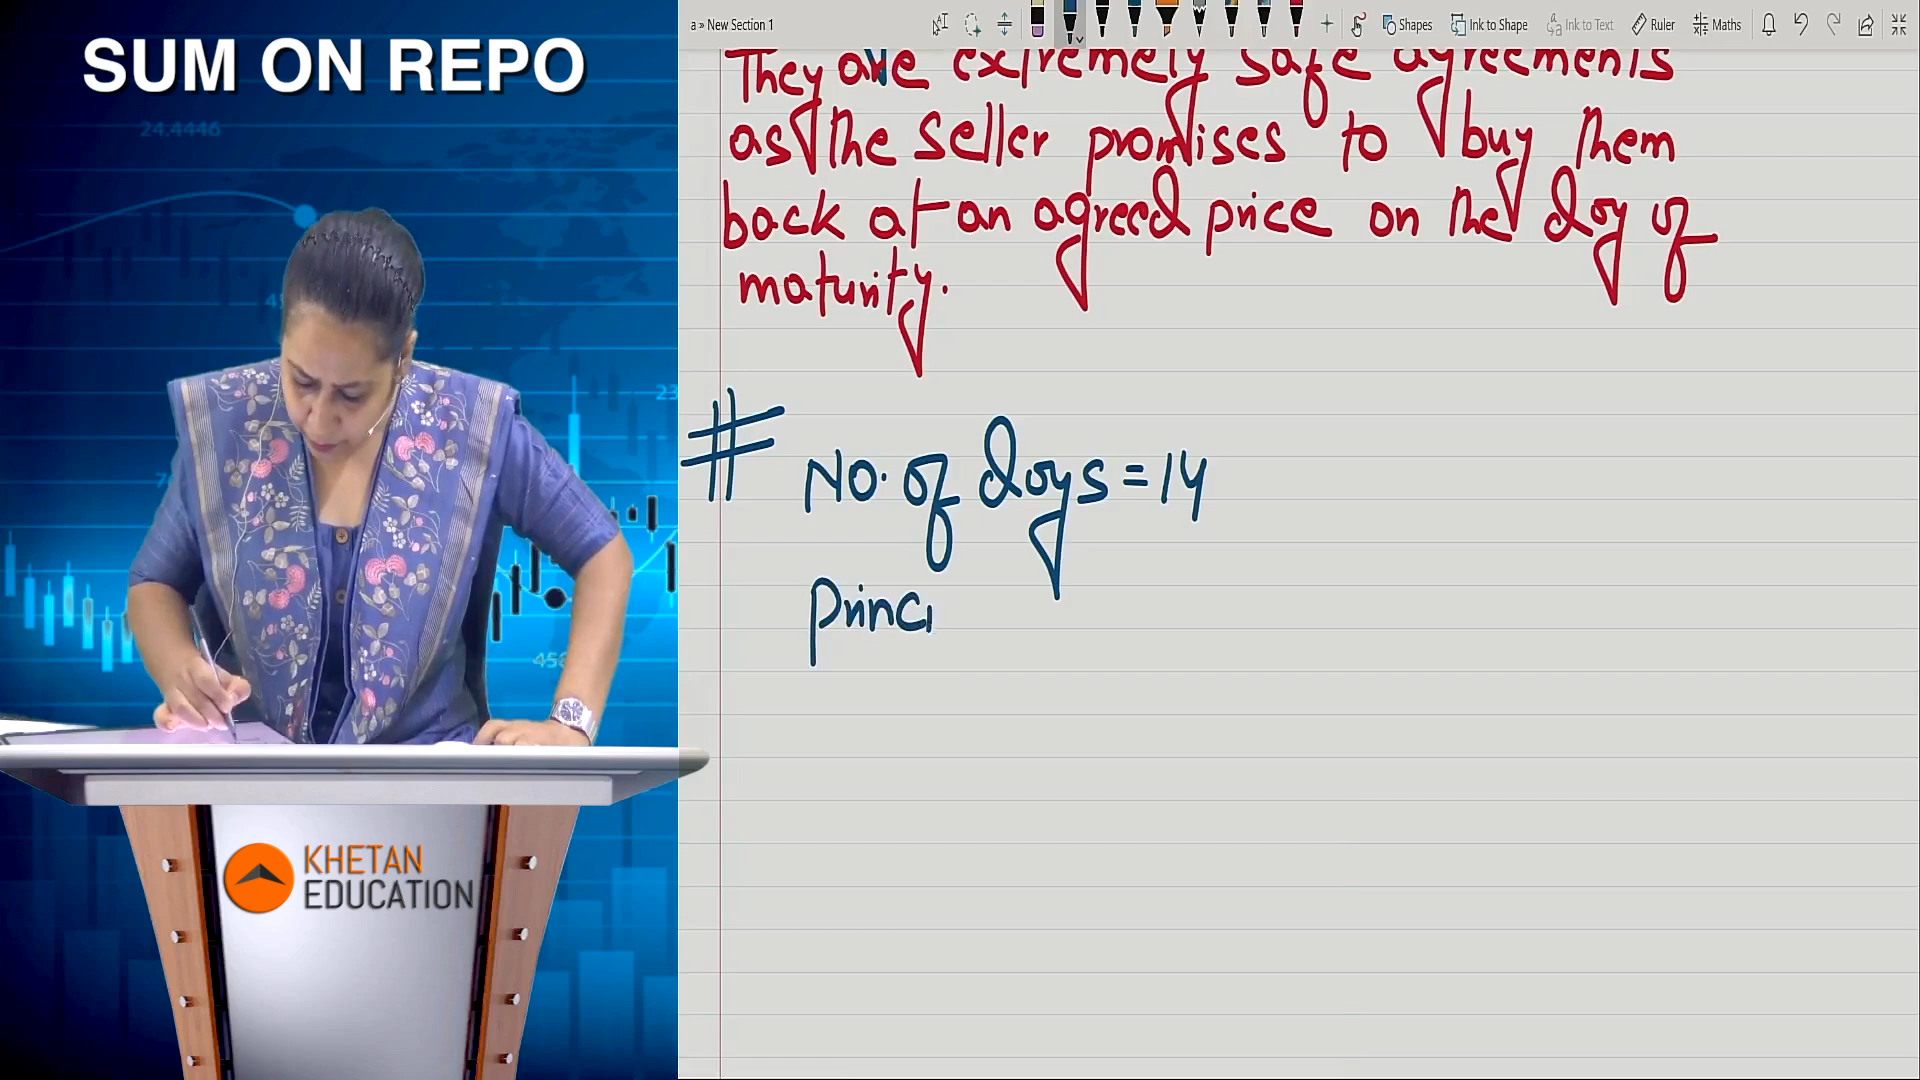 SUM ON REPO
24.4446
a » New Section 1
Shapes
Ink to Shape
Ink to Text
Ruler
Maths
They are extremely safe agreements
as the seller promises to buy them
back at an agreed price on the day of
maturity.
# No. of days = 14
Princi
KHETAN
EDUCATION